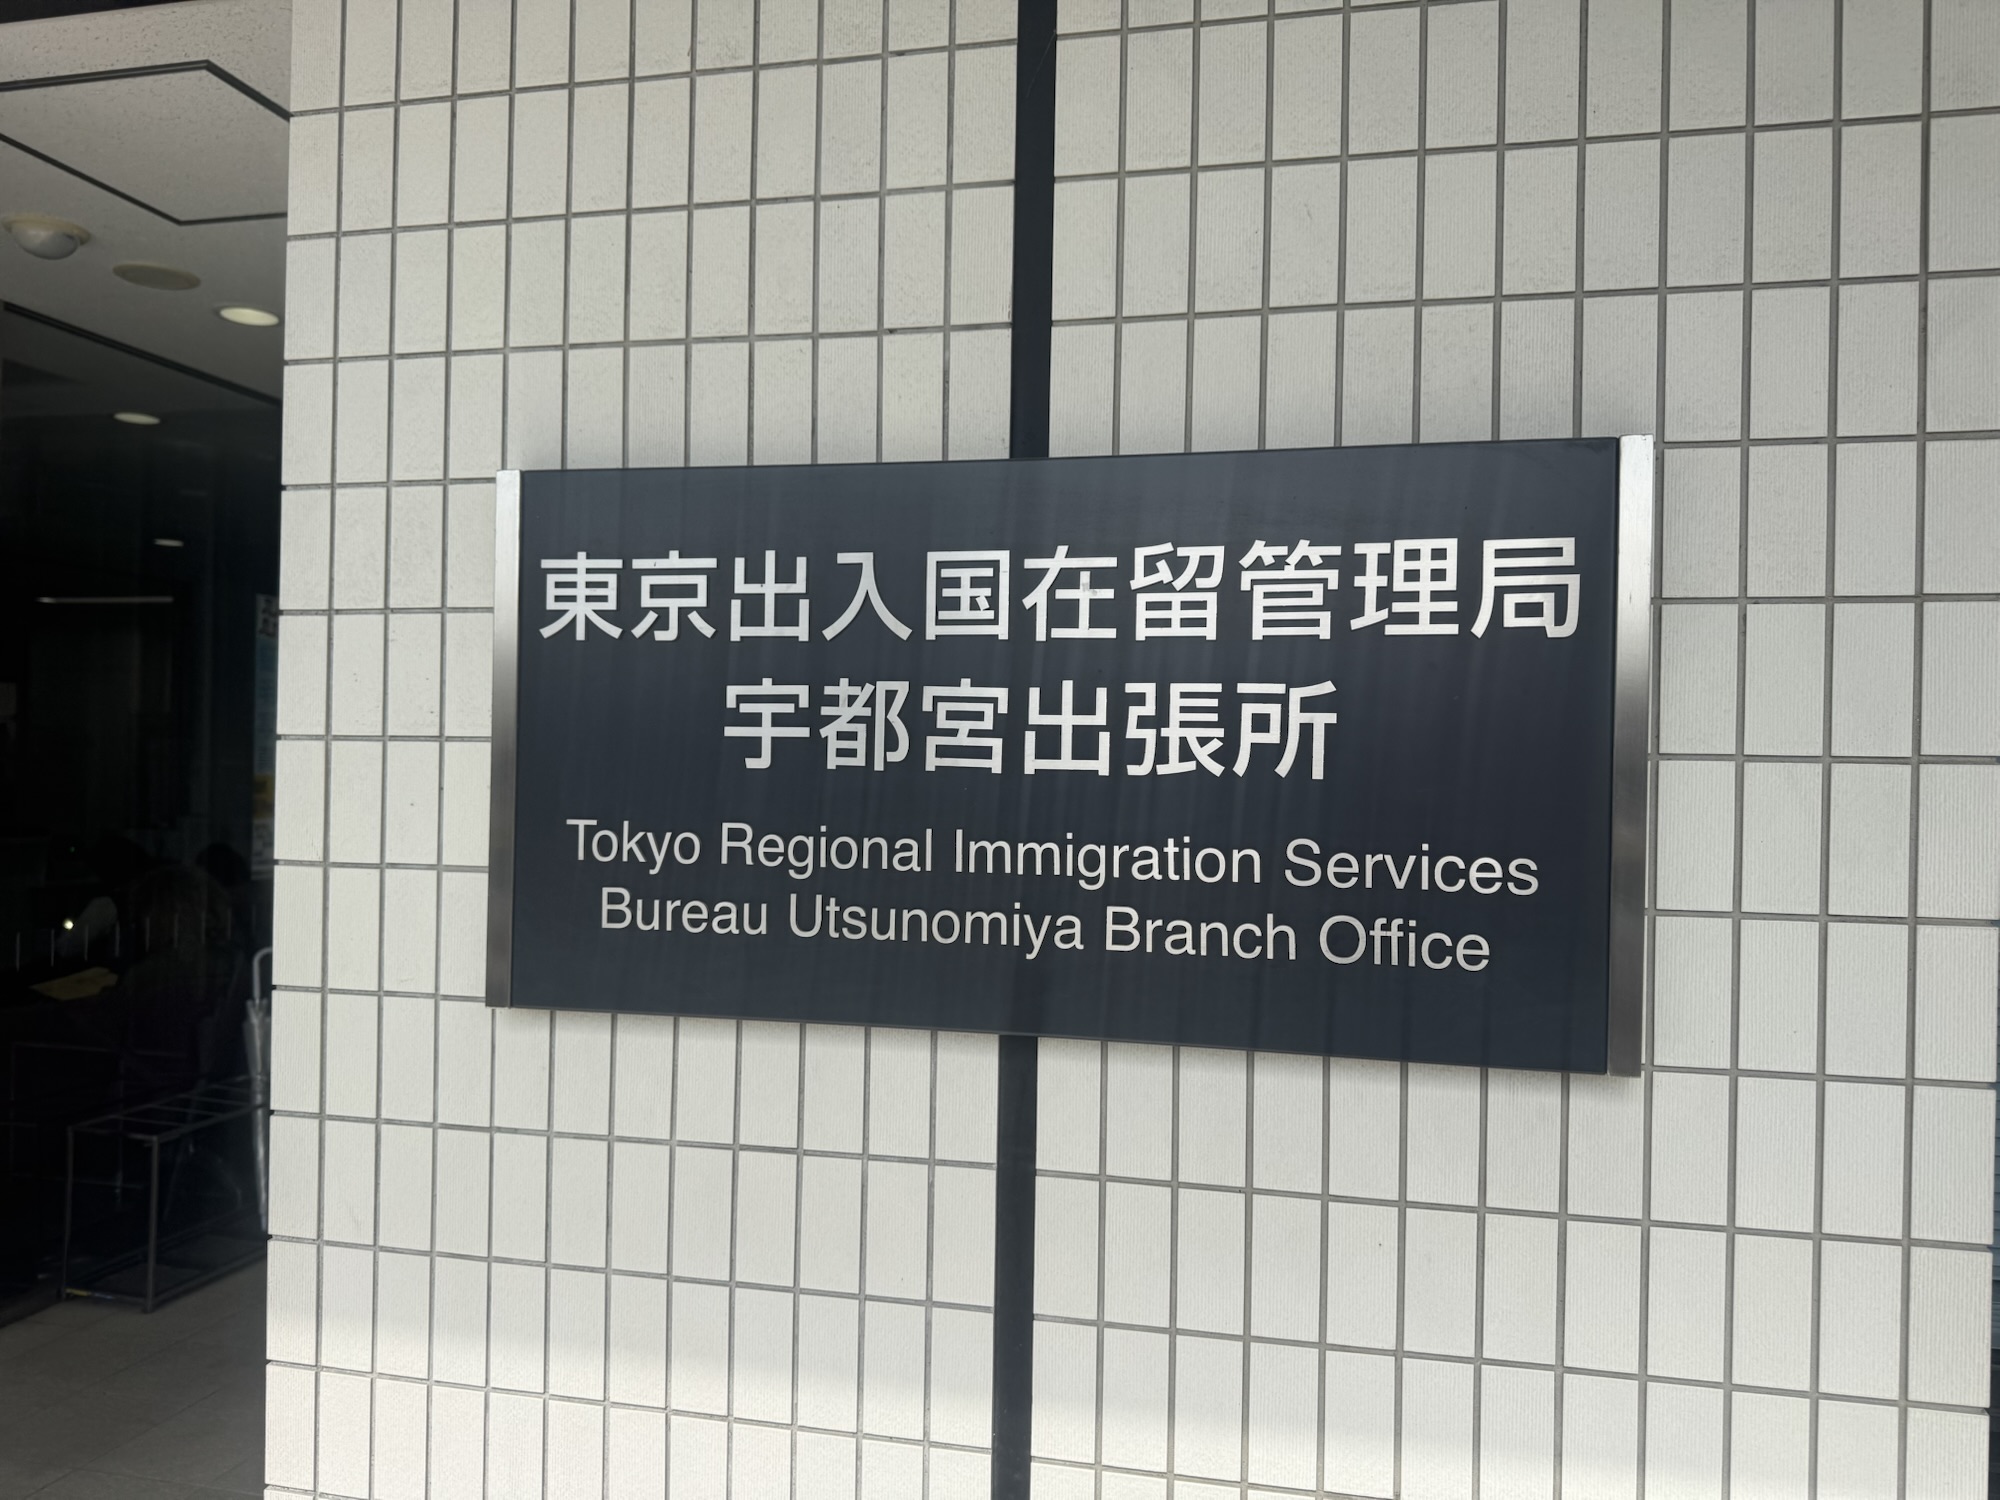 東京出入国在留管理局
宇都宮出張所
Tokyo Regional Immigration Services
Bureau Utsunomiya Branch Office